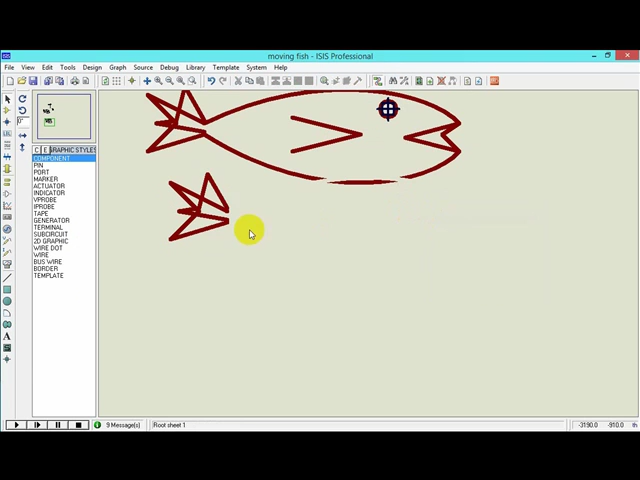 moving fish - ISIS Professional
File View Edit Tools Design Graph Source Debug Library Template System Help
C E GRAPHIC STYLES
COMPONENT
PIN
PORT
MARKER
ACTUATOR
INDICATOR
VPROBE
IPROBE
TAPE
GENERATOR
TERMINAL
SUBCIRCUIT
2D GRAPHIC
WIRE DOT
WIRE
BUS WIRE
BORDER
TEMPLATE
9 Message(s) Root sheet 1 -3190.0 -910.0 th